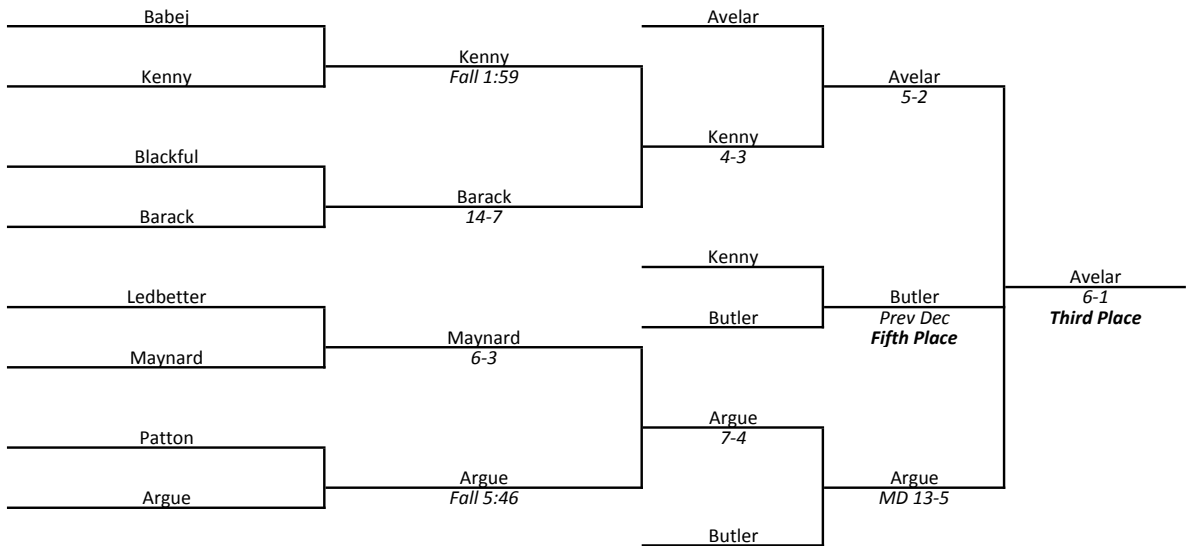 Babej
Avelar
Kenny
Fall 1:59
Kenny
Avelar
5-2
Kenny
4-3
Blackful
Barack
14-7
Barack
Kenny
Avelar
6-1
Third Place
Ledbetter
Butler
Prev Dec
Fifth Place
Butler
Maynard
6-3
Maynard
Argue
7-4
Patton
Argue
Fall 5:46
Argue
MD 13-5
Argue
Butler